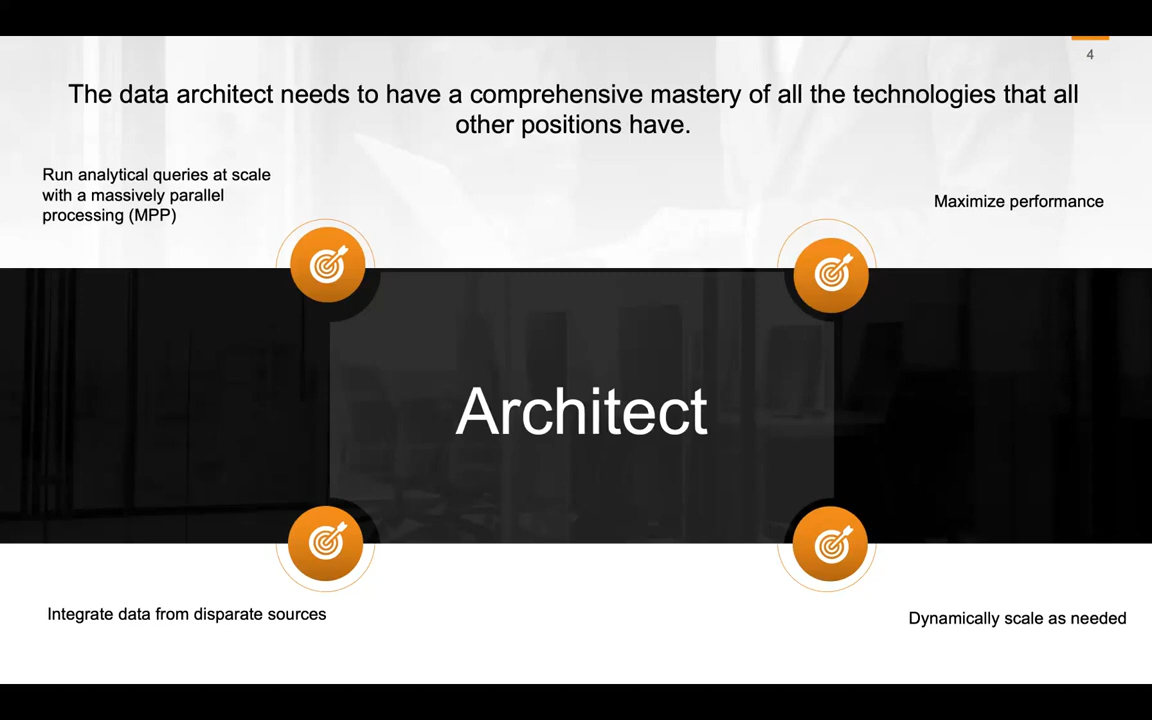 4
The data architect needs to have a comprehensive mastery of all the technologies that all
other positions have.
Run analytical queries at scale
with a massively parallel
processing (MPP)
Maximize performance
Architect
Integrate data from disparate sources
Dynamically scale as needed